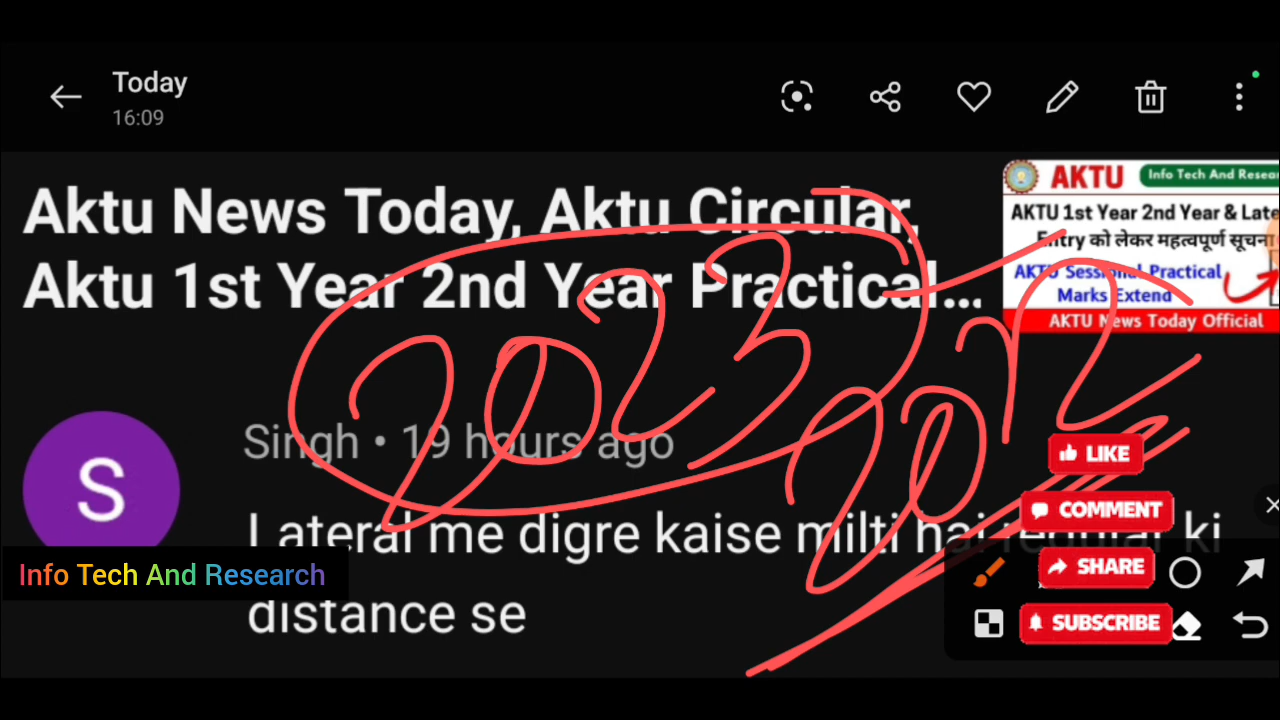 Today
16:09
Aktu News Today, Aktu Circular,
Aktu 1st Year 2nd Year Practical...
AKTU
Info Tech And Resear
AKTU 1st Year 2nd Year & Late
Entry को लेकर महत्वपूर्ण सूचना
AKTU Sessional Practical
Marks Extend
AKTU News Today Official
2023
S
Singh • 19 hours ago
Lateral me digre kaise milti hai regular ki
distance se
LIKE
COMMENT
SHARE
SUBSCRIBE
Info Tech And Research